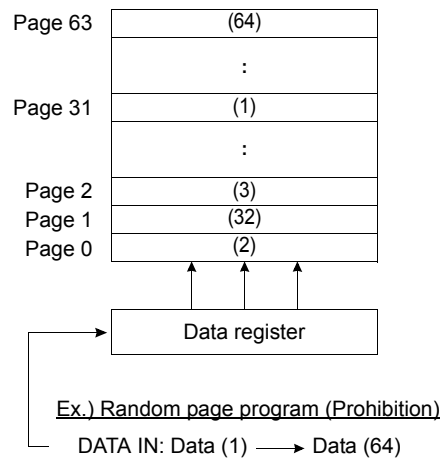 Page 63 (64)
:
Page 31 (1)
:
Page 2 (3)
Page 1 (32)
Page 0 (2)
Data register
Ex.) Random page program (Prohibition)
DATA IN: Data (1) Data (64)